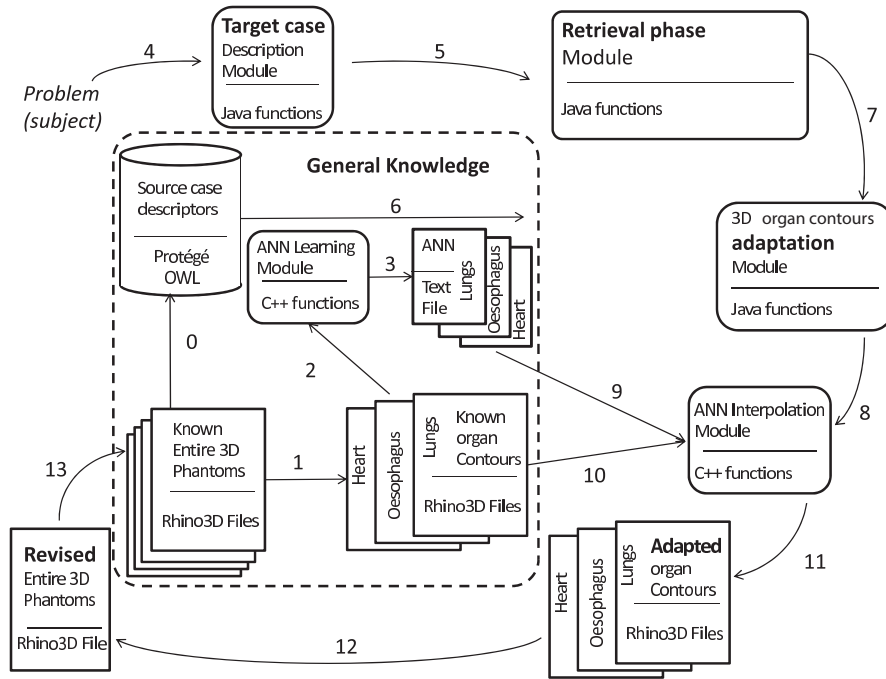 Target case
Description
Module
Java functions
4
5
Problem
(subject)
Retrieval phase
Module
Java functions
7
General Knowledge
Source case
descriptors
Protégé
OWL
6
ANN Learning
Module
C++ functions
3
ANN
Text
File
Lungs
Oesophagus
Heart
3D organ contours
adaptation
Module
Java functions
0
2
9
8
Known
Entire 3D
Phantoms
Rhino3D Files
1
Heart
Oesophagus
Lungs
Known
organ
Contours
Rhino3D Files
10
ANN Interpolation
Module
C++ functions
13
11
Revised
Entire 3D
Phantoms
Rhino3D File
12
Heart
Oesophagus
Lungs
Adapted
organ
Contours
Rhino3D Files